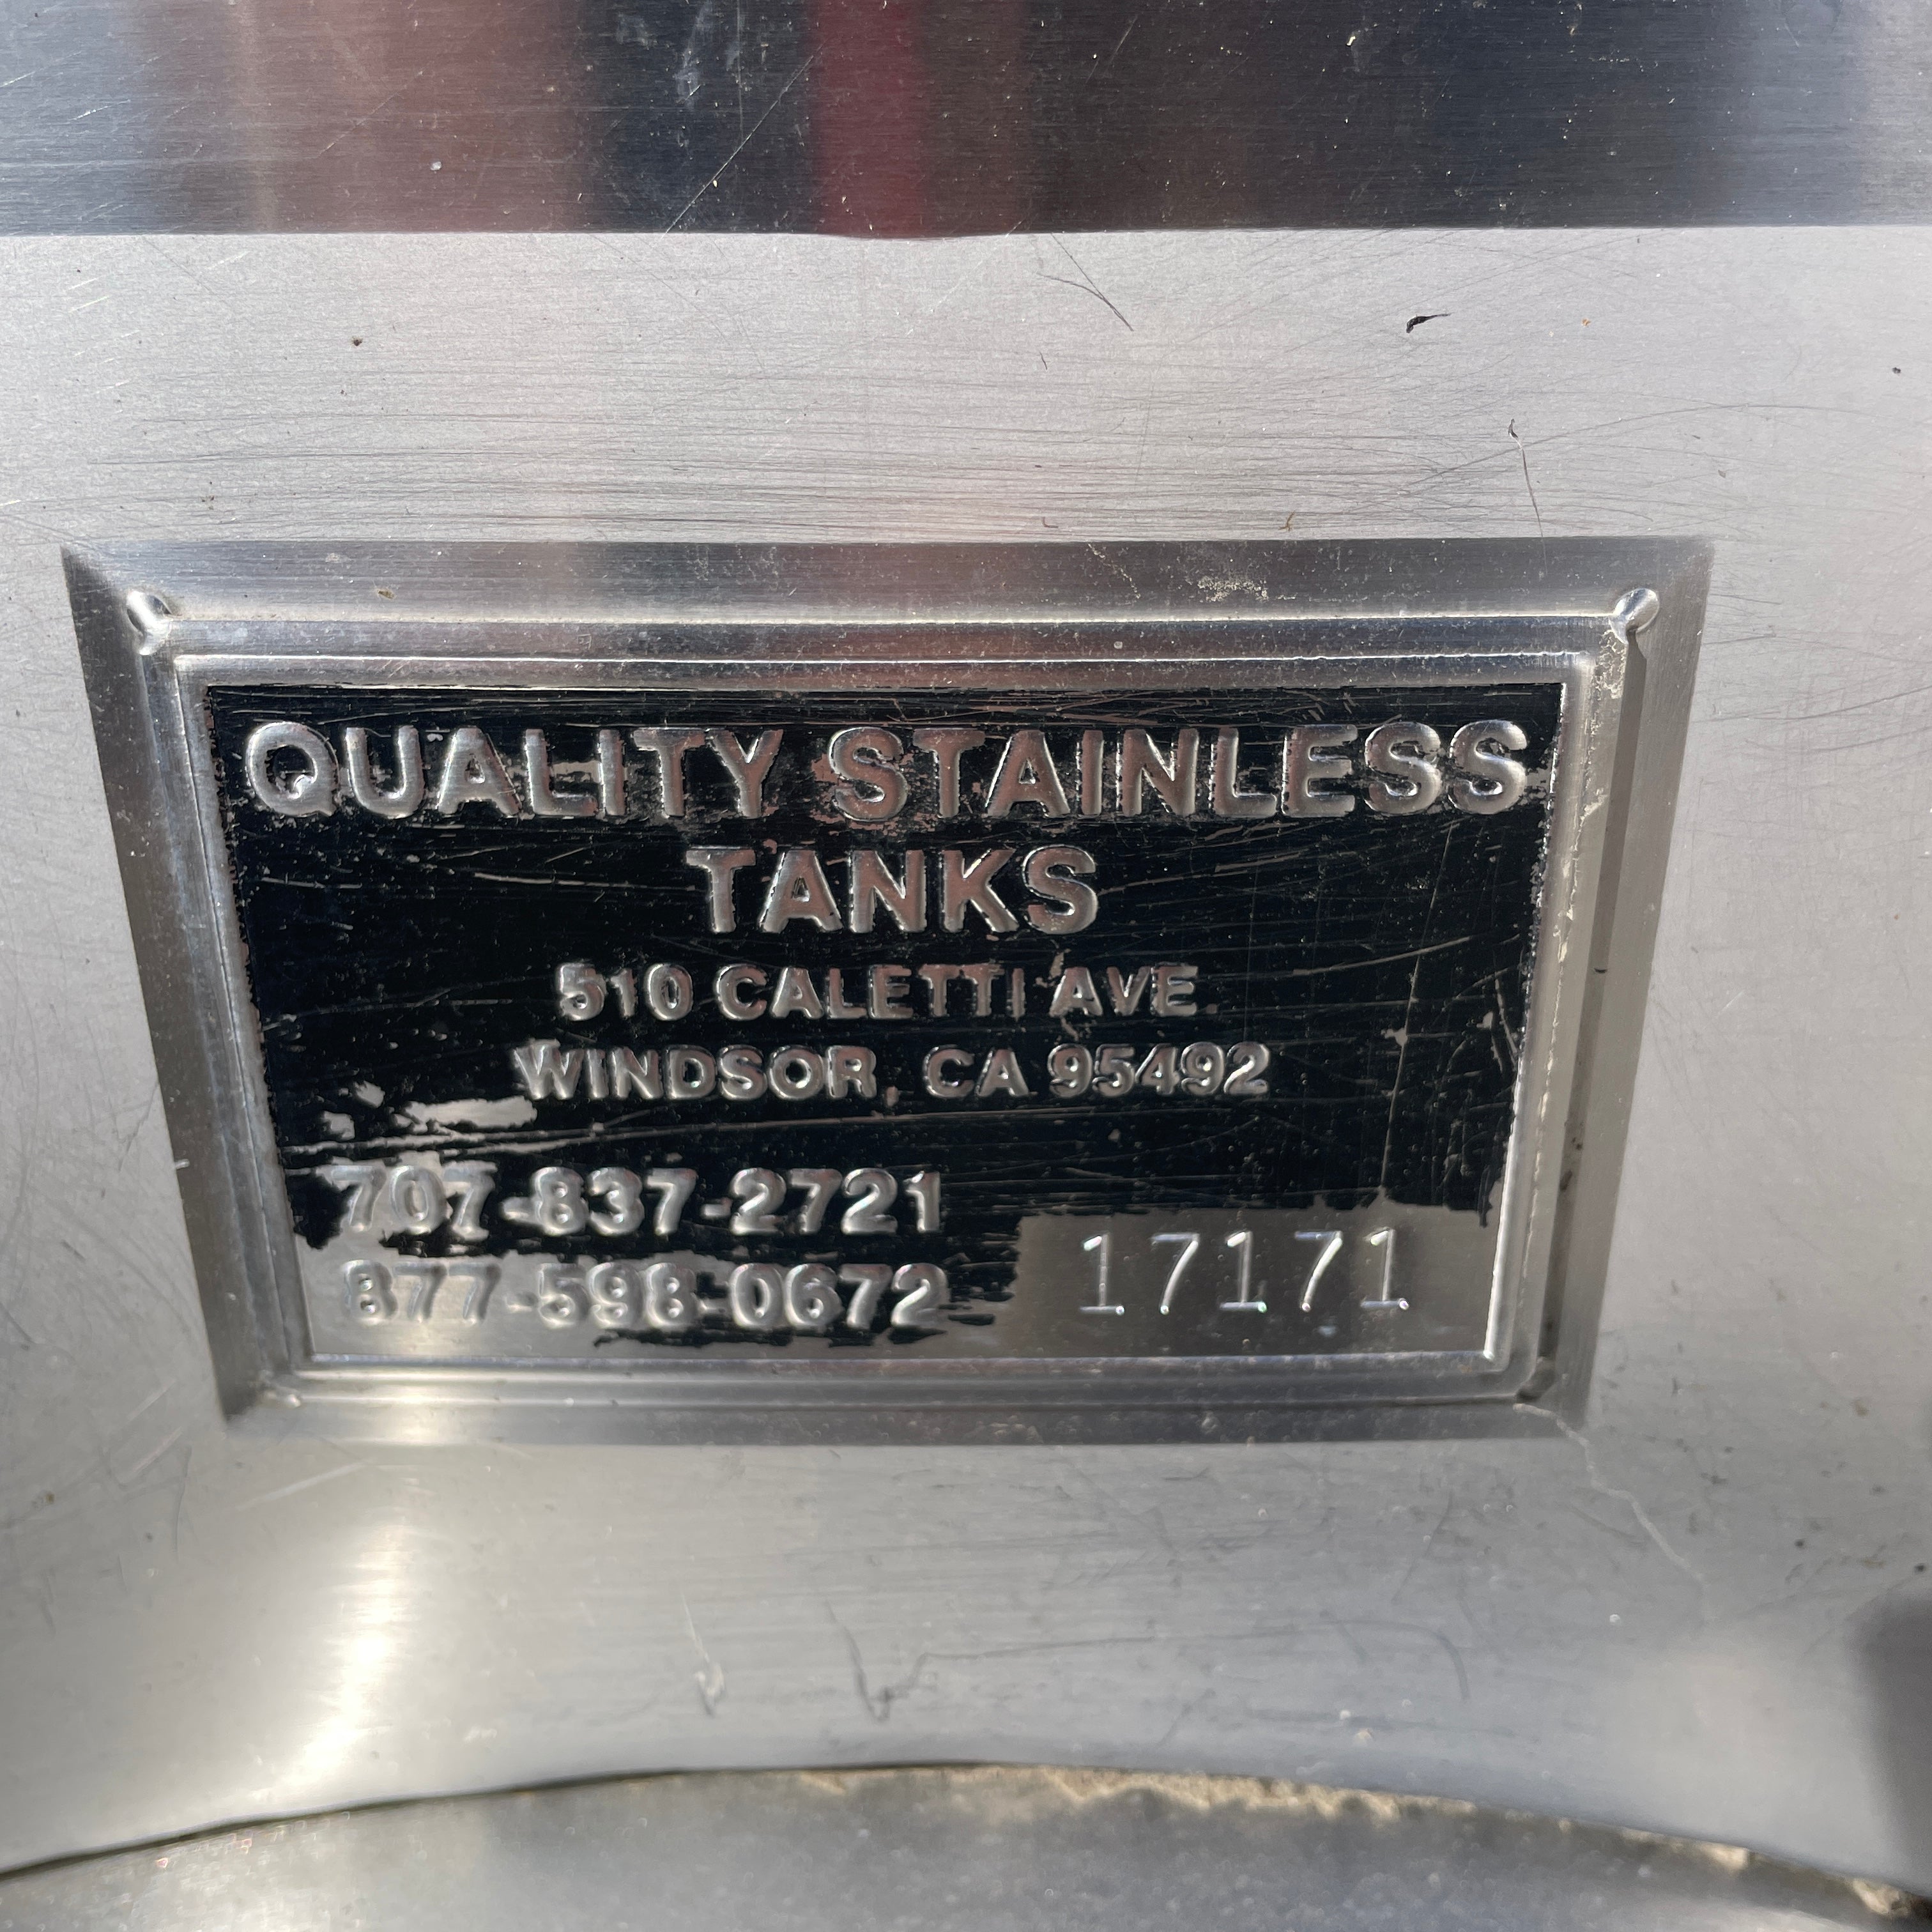 QUALITY STAINLESS
TANKS
510 CALETTI AVE.
WINDSOR, CA 95492
707-837-2721
877-598-0672
17171